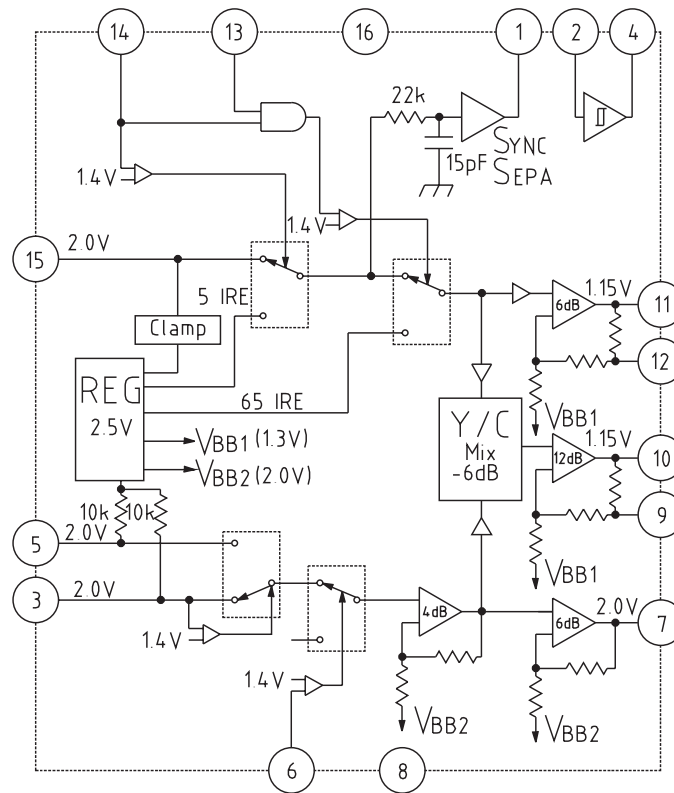 14 13 16 1 2 4
22k
15pF
SYNC
SEPA
1.4V
1.4V
15
2.0V
5 IRE
Clamp
6dB
1.15V
11
12
REG
2.5V
65 IRE
VBB1 (1.3V)
VBB2 (2.0V)
VBB1
Y/C
Mix
-6dB
12dB
1.15V
10
9
10k 10k
5
2.0V
3
2.0V
VBB1
1.4V
4dB
6dB
2.0V
7
1.4V
VBB2
VBB2
6 8